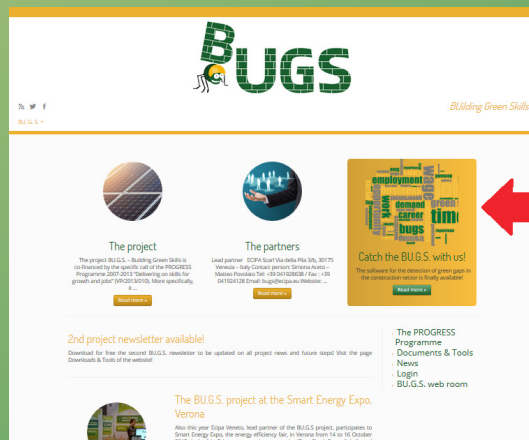 BUGS
BUilding Green Skills
BU. G. S.
employment
wage
opportunity
work
demand
career
green
time
bugs
The project
The project BU.G.S. – Building Green Skills is
co-financed by the specific call of the PROGRESS
Programme 2007-2013 "Delivering on skills for
growth and jobs" (VP/2013/010). More specifically,
it ...
Read more »
The partners
Lead partner ECIPA Scarl Via della Pila 3/b, 30175
Venezia – Italy Contact person: Simona Aceto –
Matteo Povolato Tel: +39 041928638 / Fax : +39
041924128 Email: bugs@ecipa.eu Website: ...
Read more »
Catch the BU.G.S. with us!
The software for the detection of green gaps in
the construction sector is finally available!
Read more »
2nd project newsletter available!
Download for free the second BU.G.S. newsletter to be updated on all project news and future steps! Visit the page
Downloads & Tools of the website!
The PROGRESS
Programme
Documents & Tools
News
Login
BU.G.S. web room
The BU.G.S. project at the Smart Energy Expo,
Verona
Also this year Ecipa Veneto, lead partner of the BU.G.S project, participates to
Smart Energy Expo, the energy efficiency fair, in Verona from 14 to 16 October